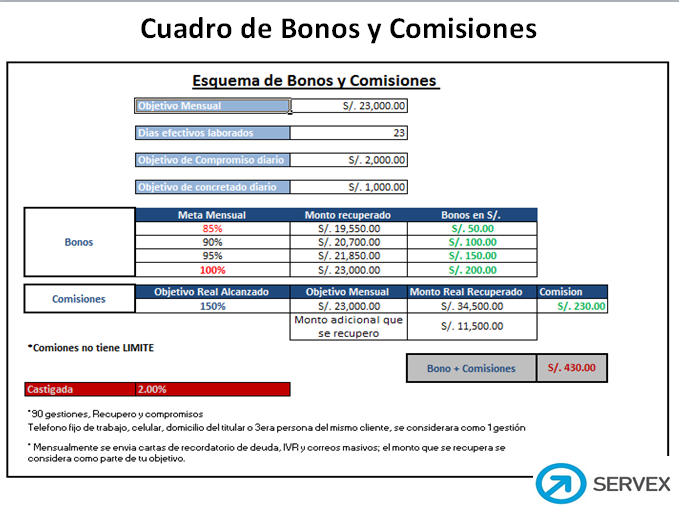 Cuadro de Bonos y Comisiones
Esquema de Bonos y Comisiones
Objetivo Mensual S/. 23,000.00
Dias efectivos laborados 23
Objetivo de Compromiso diario S/. 2,000.00
Objetivo de concretado diario S/. 1,000.00
Bonos
Meta Mensual Monto recuperado Bonos en S/.
85% S/. 19,550.00 S/. 50.00
90% S/. 20,700.00 S/. 100.00
95% S/. 21,850.00 S/. 150.00
100% S/. 23,000.00 S/. 200.00
Comisiones
Objetivo Real Alcanzado Objetivo Mensual Monto Real Recuperado Comision
150% S/. 23,000.00 S/. 34,500.00 S/. 230.00
Monto adicional que
se recupero S/. 11,500.00
*Comiones no tiene LIMITE
Bono + Comisiones S/. 430.00
Castigada 2.00%
*90 gestiones, Recupero y compromisos
Telefono fijo de trabajo, celular, domicilio del titular o 3era persona del mismo cliente, se considerara como 1 gestión
* Mensualmente se envia cartas de recordatorio de deuda, IVR y correos masivos; el monto que se recupera se
considera como parte de tu objetivo.
SERVEX